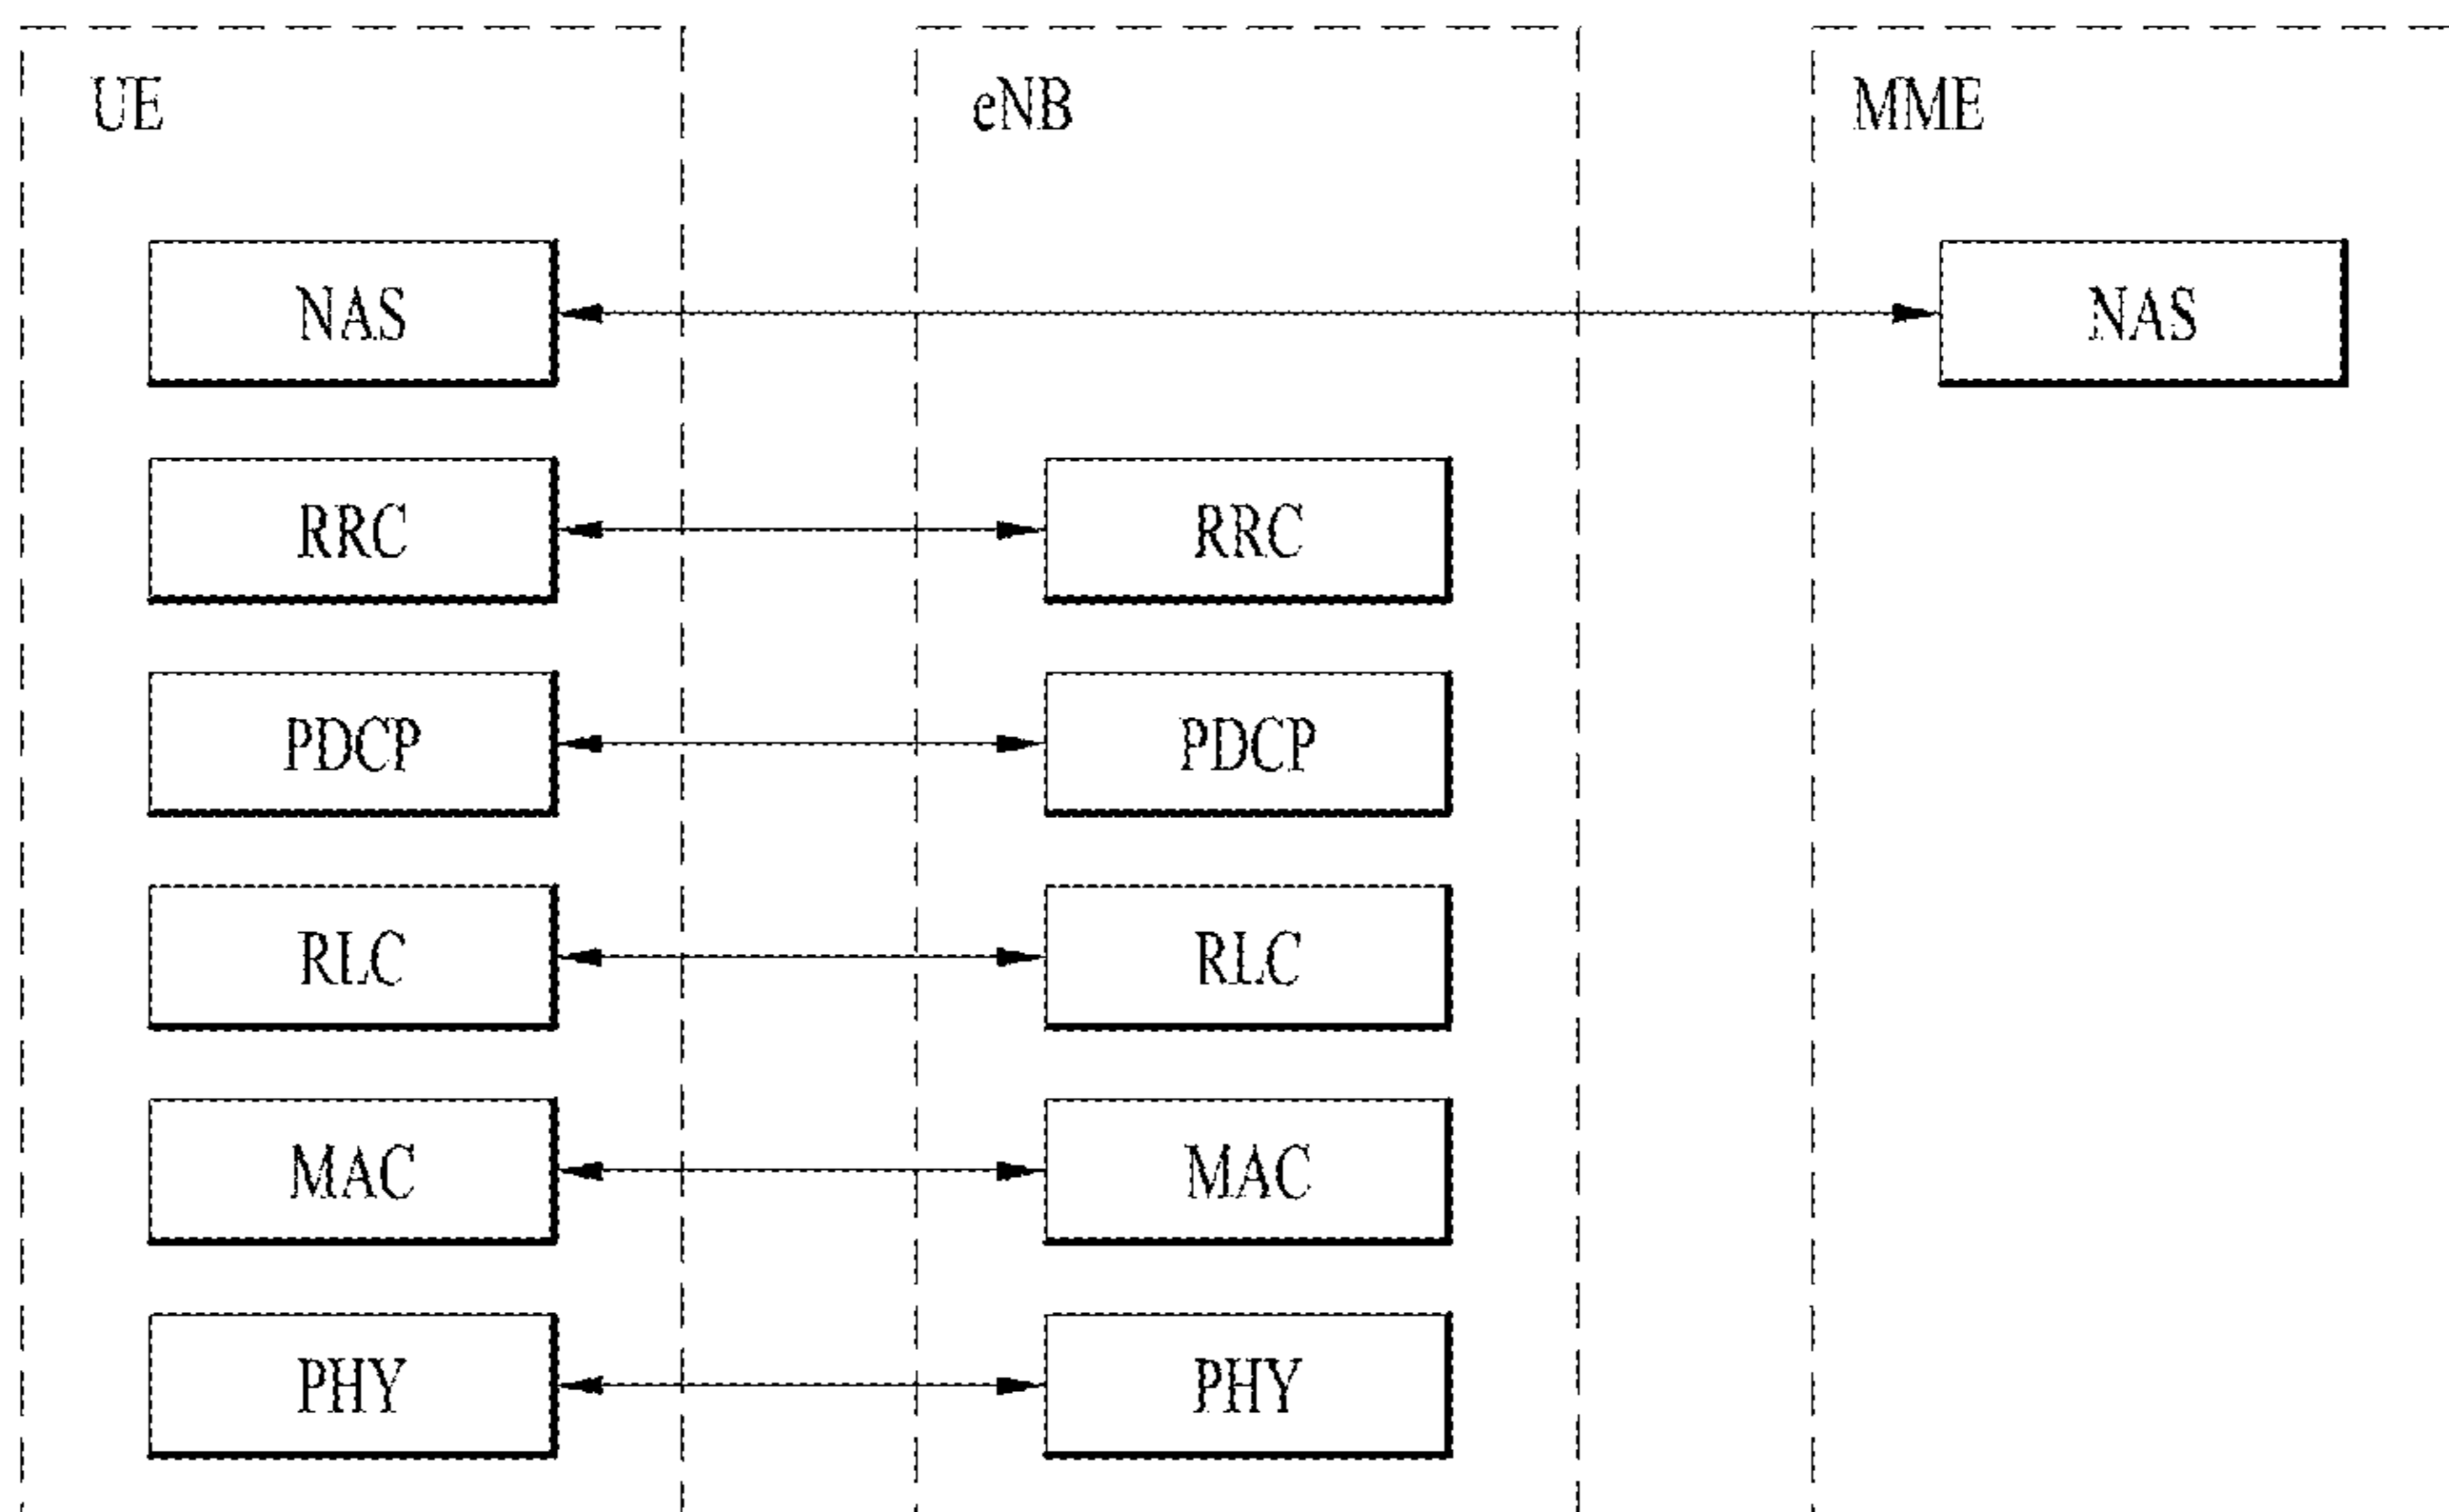 UE eNB MME
NAS NAS
RRC RRC
PDCP PDCP
RLC RLC
MAC MAC
PHY PHY